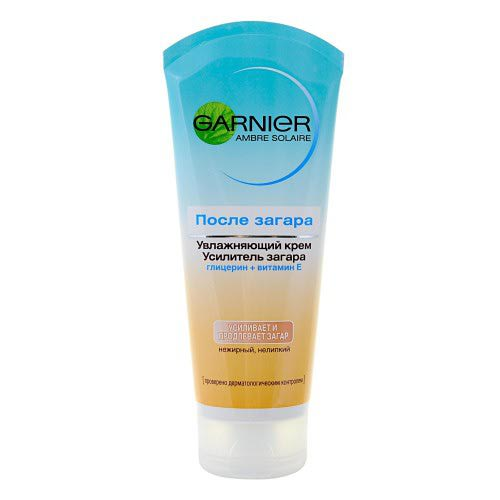 GARNIER
AMBRE SOLAIRE
После загара
Увлажняющий крем
Усилитель загара
глицерин + витамин Е
УСИЛИВАЕТ И
ПРОДЛЕВАЕТ ЗАГАР
нежирный, нелипкий
проверено дерматологическим контролем